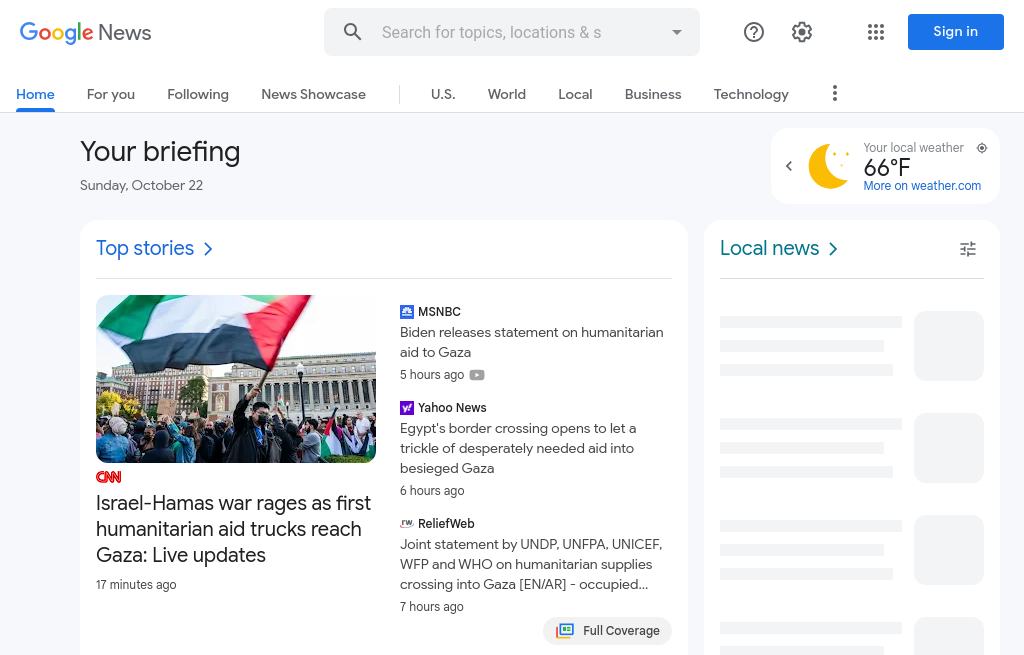 Google News
Search for topics, locations & s
Sign in
Home
For you
Following
News Showcase
U.S.
World
Local
Business
Technology
Your briefing
Sunday, October 22
Your local weather
66°F
More on weather.com
Top stories
CNN
Israel-Hamas war rages as first
humanitarian aid trucks reach
Gaza: Live updates
17 minutes ago
MSNBC
Biden releases statement on humanitarian
aid to Gaza
5 hours ago
y!
Yahoo News
Egypt's border crossing opens to let a
trickle of desperately needed aid into
besieged Gaza
6 hours ago
rw
ReliefWeb
Joint statement by UNDP, UNFPA, UNICEF,
WFP and WHO on humanitarian supplies
crossing into Gaza [EN/AR] - occupied...
7 hours ago
Full Coverage
Local news